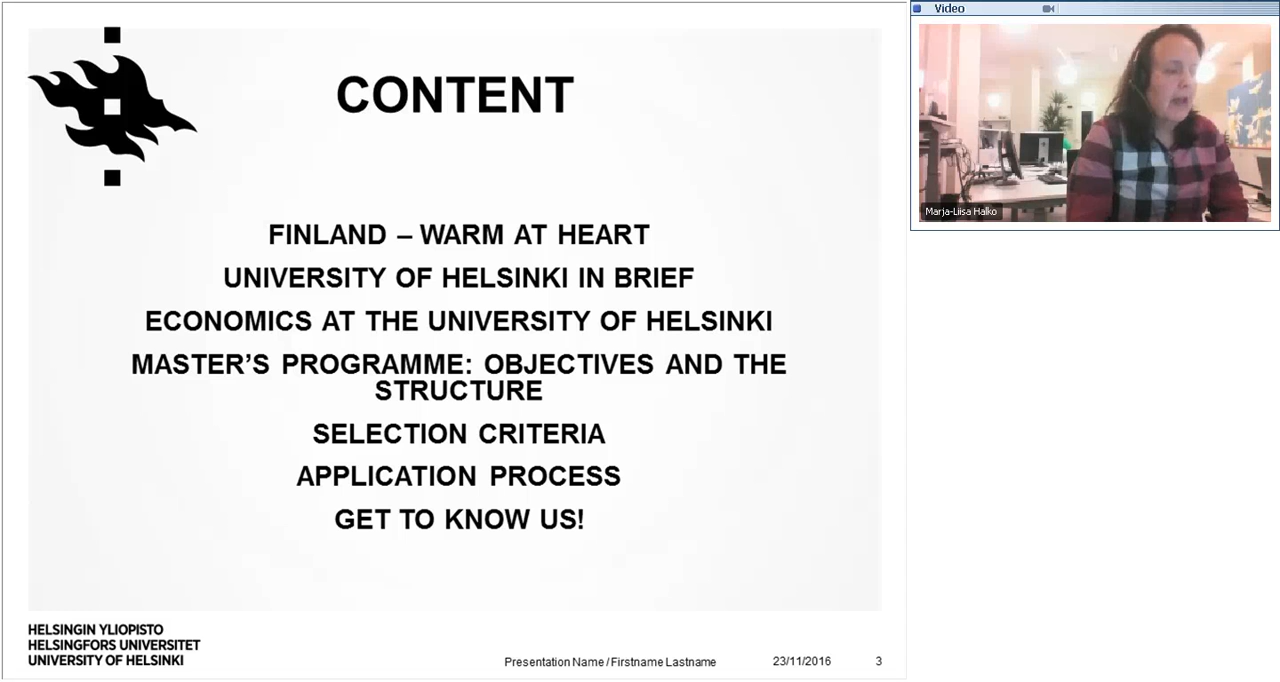 CONTENT
FINLAND – WARM AT HEART
UNIVERSITY OF HELSINKI IN BRIEF
ECONOMICS AT THE UNIVERSITY OF HELSINKI
MASTER’S PROGRAMME: OBJECTIVES AND THE
STRUCTURE
SELECTION CRITERIA
APPLICATION PROCESS
GET TO KNOW US!
HELSINGIN YLIOPISTO
HELSINGFORS UNIVERSITET
UNIVERSITY OF HELSINKI
Presentation Name / Firstname Lastname
23/11/2016
3
Video
Marja-Liisa Halko